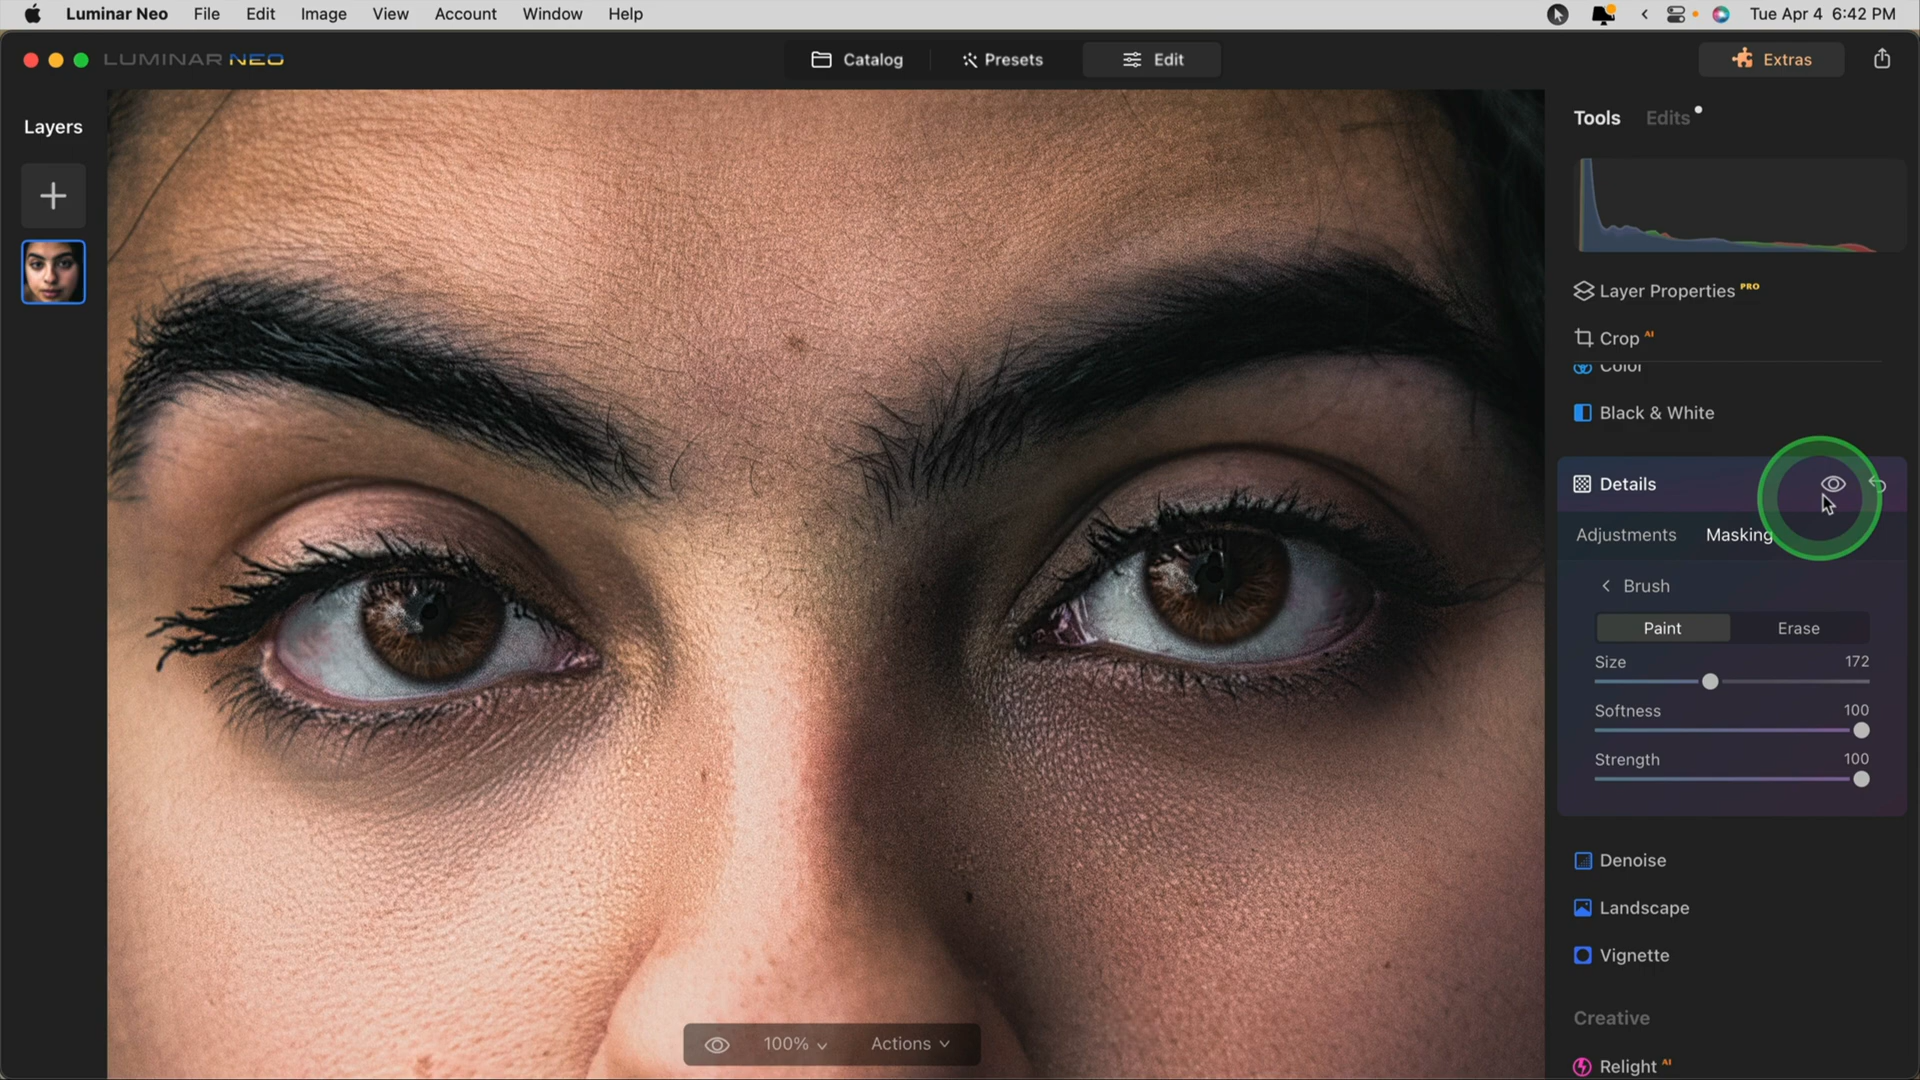 Luminar Neo File Edit Image View Account Window Help Tue Apr 4 6:42 PM
LUMINAR NEO Catalog Presets Edit Extras
Layers
Tools Edits
Layer Properties PRO
Crop AI
Color
Black & White
Details
Adjustments Masking
Brush
Paint Erase
Size 172
Softness 100
Strength 100
Denoise
Landscape
Vignette
Creative
Relight AI
100% Actions